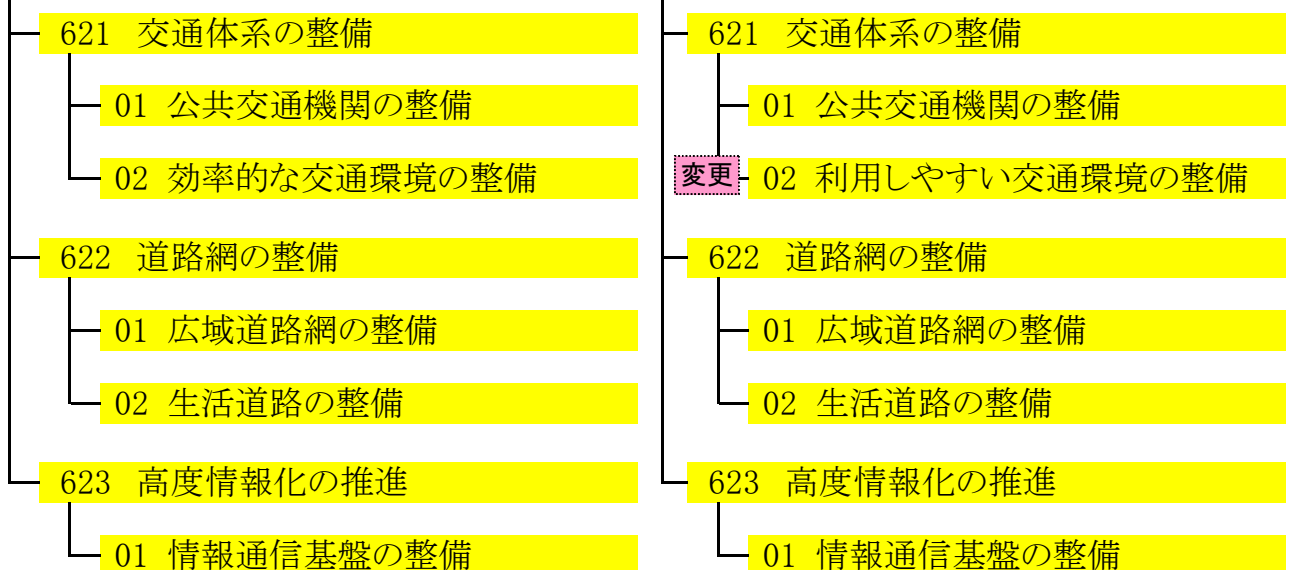 621 交通体系の整備
01 公共交通機関の整備
02 効率的な交通環境の整備
622 道路網の整備
01 広域道路網の整備
02 生活道路の整備
623 高度情報化の推進
01 情報通信基盤の整備
621 交通体系の整備
01 公共交通機関の整備
変更
02 利用しやすい交通環境の整備
622 道路網の整備
01 広域道路網の整備
02 生活道路の整備
623 高度情報化の推進
01 情報通信基盤の整備